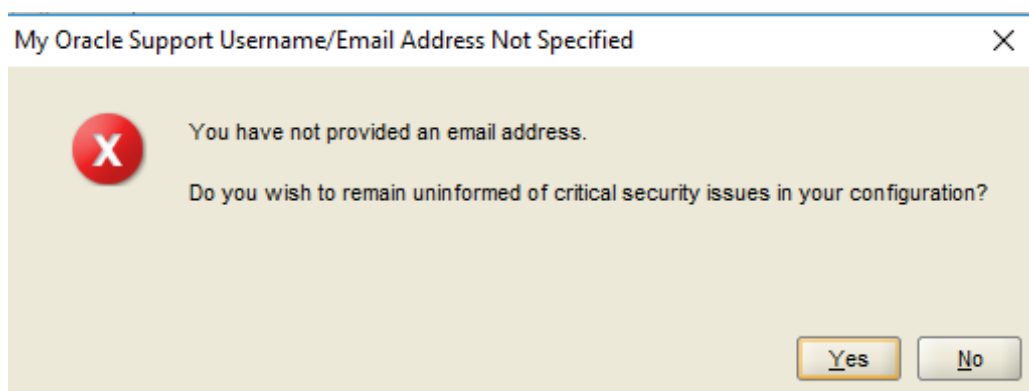 My Oracle Support Username/Email Address Not Specified
You have not provided an email address.
Do you wish to remain uninformed of critical security issues in your configuration?
Yes No